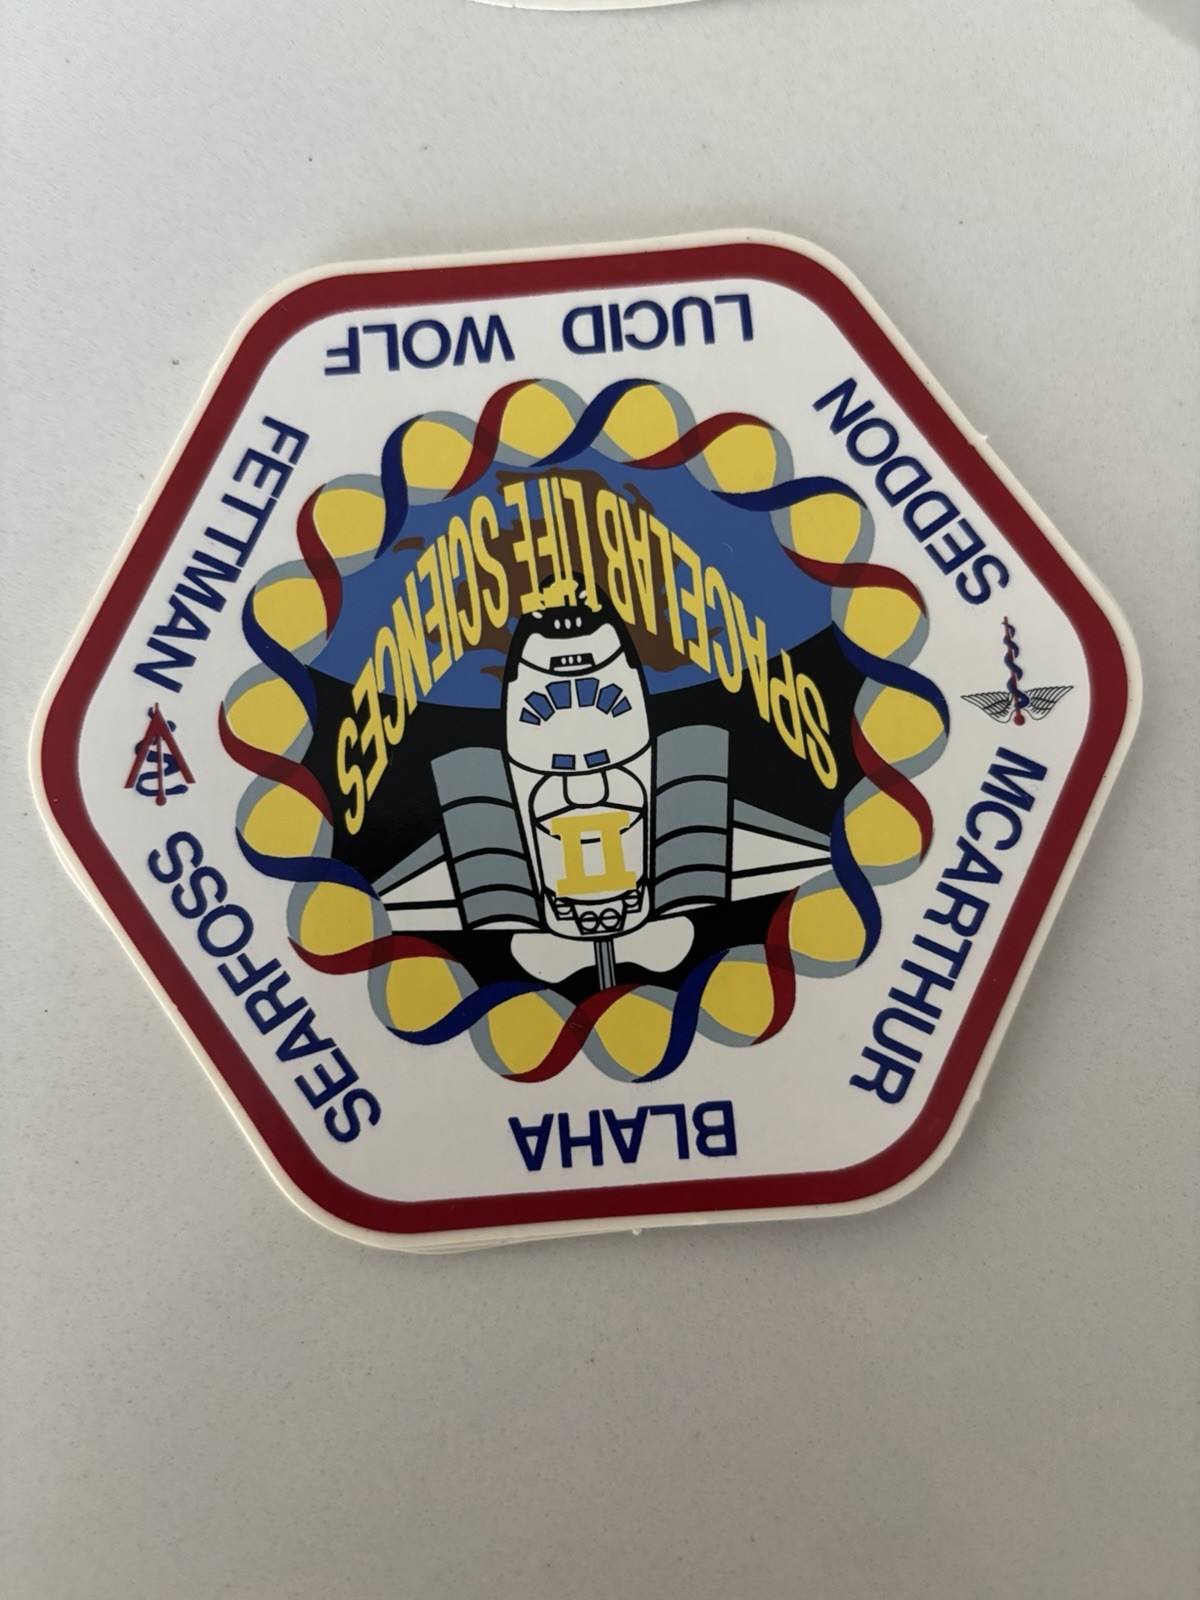 BLAHA
SEARFOSS
MCARTHUR
SEDDON
FETTMAN
LUCID WOLF
SPACELAB LIFE SCIENCES
II